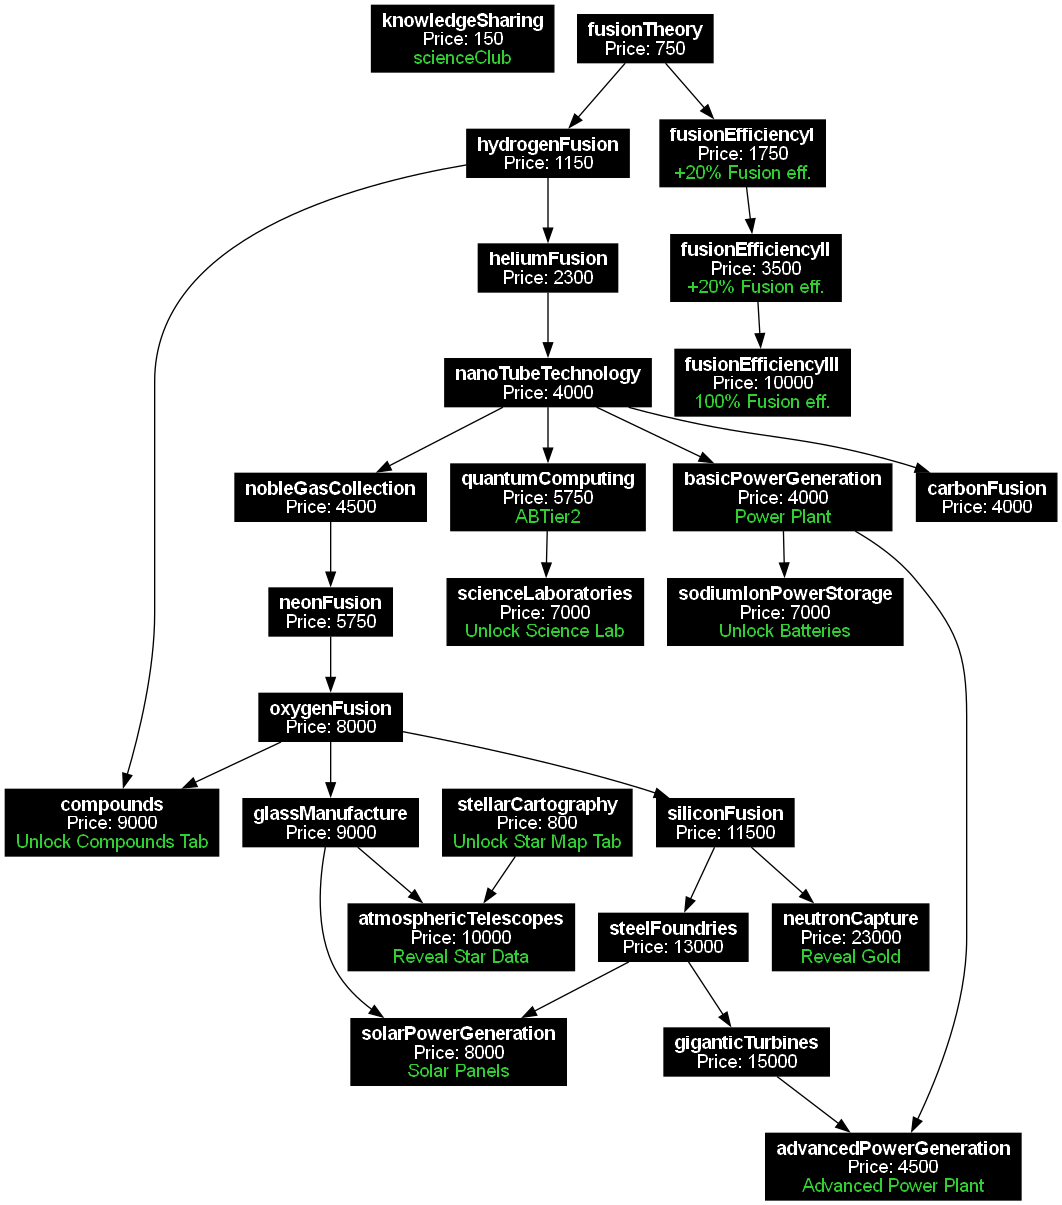 knowledgeSharing
Price: 150
scienceClub
fusionTheory
Price: 750
hydrogenFusion
Price: 1150
fusionEfficiencyI
Price: 1750
+20% Fusion eff.
heliumFusion
Price: 2300
fusionEfficiencyII
Price: 3500
+20% Fusion eff.
nanoTubeTechnology
Price: 4000
fusionEfficiencyIII
Price: 10000
100% Fusion eff.
nobleGasCollection
Price: 4500
quantumComputing
Price: 5750
ABTier2
basicPowerGeneration
Price: 4000
Power Plant
carbonFusion
Price: 4000
neonFusion
Price: 5750
scienceLaboratories
Price: 7000
Unlock Science Lab
sodiumIonPowerStorage
Price: 7000
Unlock Batteries
oxygenFusion
Price: 8000
compounds
Price: 9000
Unlock Compounds Tab
glassManufacture
Price: 9000
stellarCartography
Price: 800
Unlock Star Map Tab
siliconFusion
Price: 11500
atmosphericTelescopes
Price: 10000
Reveal Star Data
steelFoundries
Price: 13000
neutronCapture
Price: 23000
Reveal Gold
solarPowerGeneration
Price: 8000
Solar Panels
giganticTurbines
Price: 15000
advancedPowerGeneration
Price: 4500
Advanced Power Plant